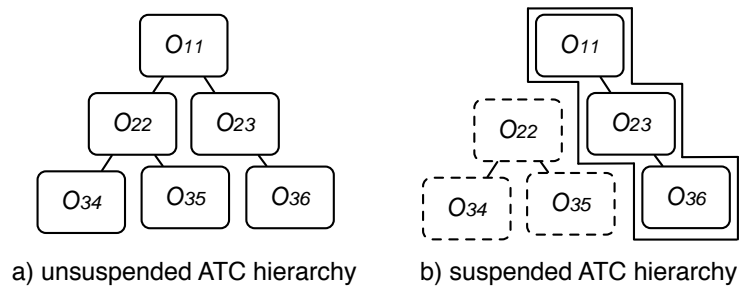 O11
O22
O23
O34
O35
O36
a) unsuspended ATC hierarchy
O11
O23
O22
O36
O34
O35
b) suspended ATC hierarchy